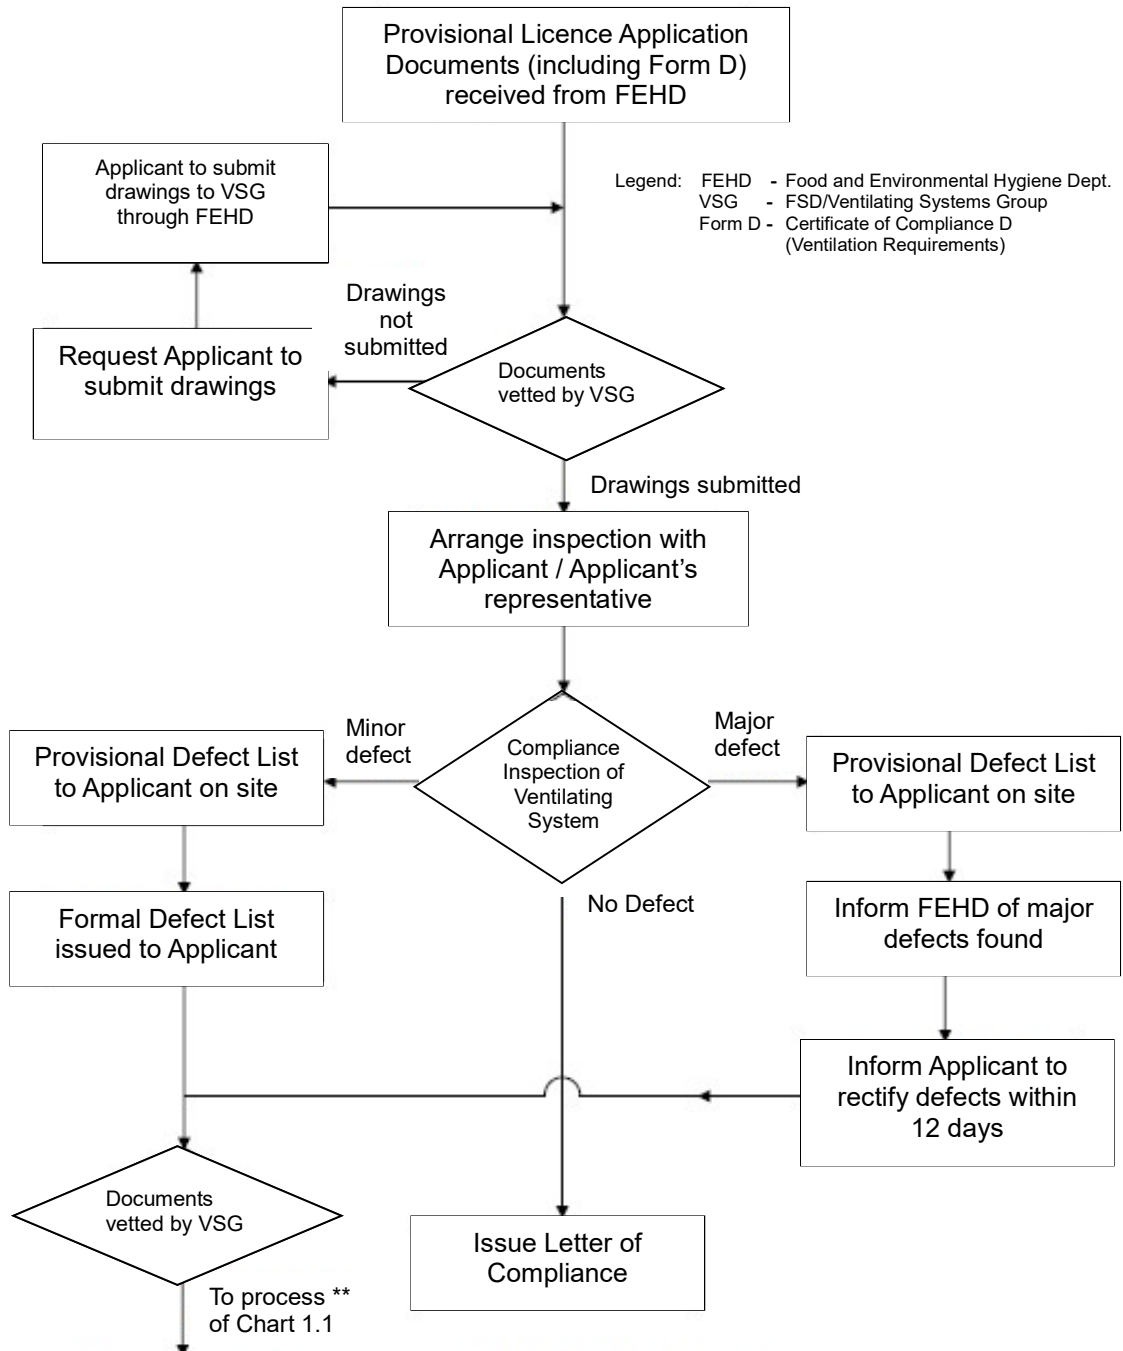 Provisional Licence Application
Documents (including Form D)
received from FEHD
Applicant to submit
drawings to VSG
through FEHD
Legend: FEHD - Food and Environmental Hygiene Dept.
VSG - FSD/Ventilating Systems Group
Form D - Certificate of Compliance D
(Ventilation Requirements)
Drawings
not
submitted
Request Applicant to
submit drawings
Documents
vetted by VSG
Drawings submitted
Arrange inspection with
Applicant / Applicant's
representative
Minor
defect
Major
defect
Compliance
Inspection of
Ventilating
System
Provisional Defect List
to Applicant on site
Provisional Defect List
to Applicant on site
No Defect
Formal Defect List
issued to Applicant
Inform FEHD of major
defects found
Inform Applicant to
rectify defects within
12 days
Documents
vetted by VSG
Issue Letter of
Compliance
To process **
of Chart 1.1